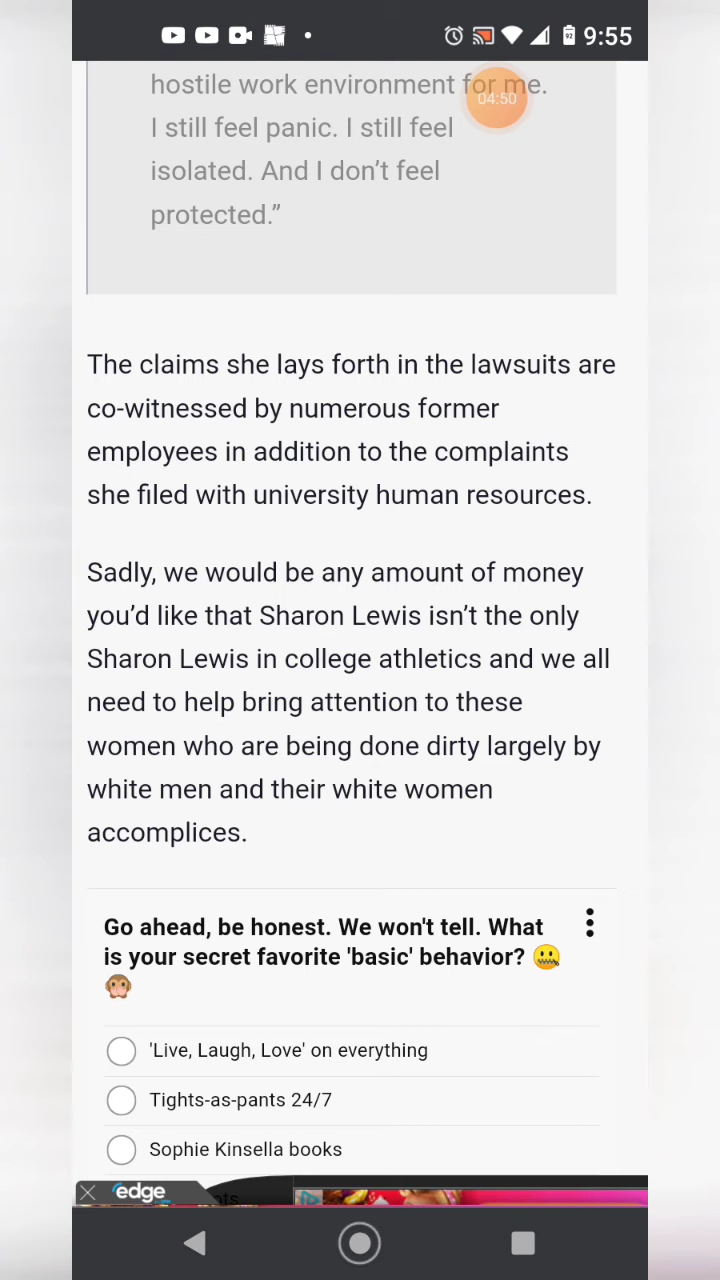 9:55
92
hostile work environment for me.
04:50
I still feel panic. I still feel
isolated. And I don’t feel
protected.”
The claims she lays forth in the lawsuits are
co-witnessed by numerous former
employees in addition to the complaints
she filed with university human resources.
Sadly, we would be any amount of money
you’d like that Sharon Lewis isn’t the only
Sharon Lewis in college athletics and we all
need to help bring attention to these
women who are being done dirty largely by
white men and their white women
accomplices.
Go ahead, be honest. We won't tell. What
is your secret favorite 'basic' behavior? 🤐
🙊
'Live, Laugh, Love' on everything
Tights-as-pants 24/7
Sophie Kinsella books
edge